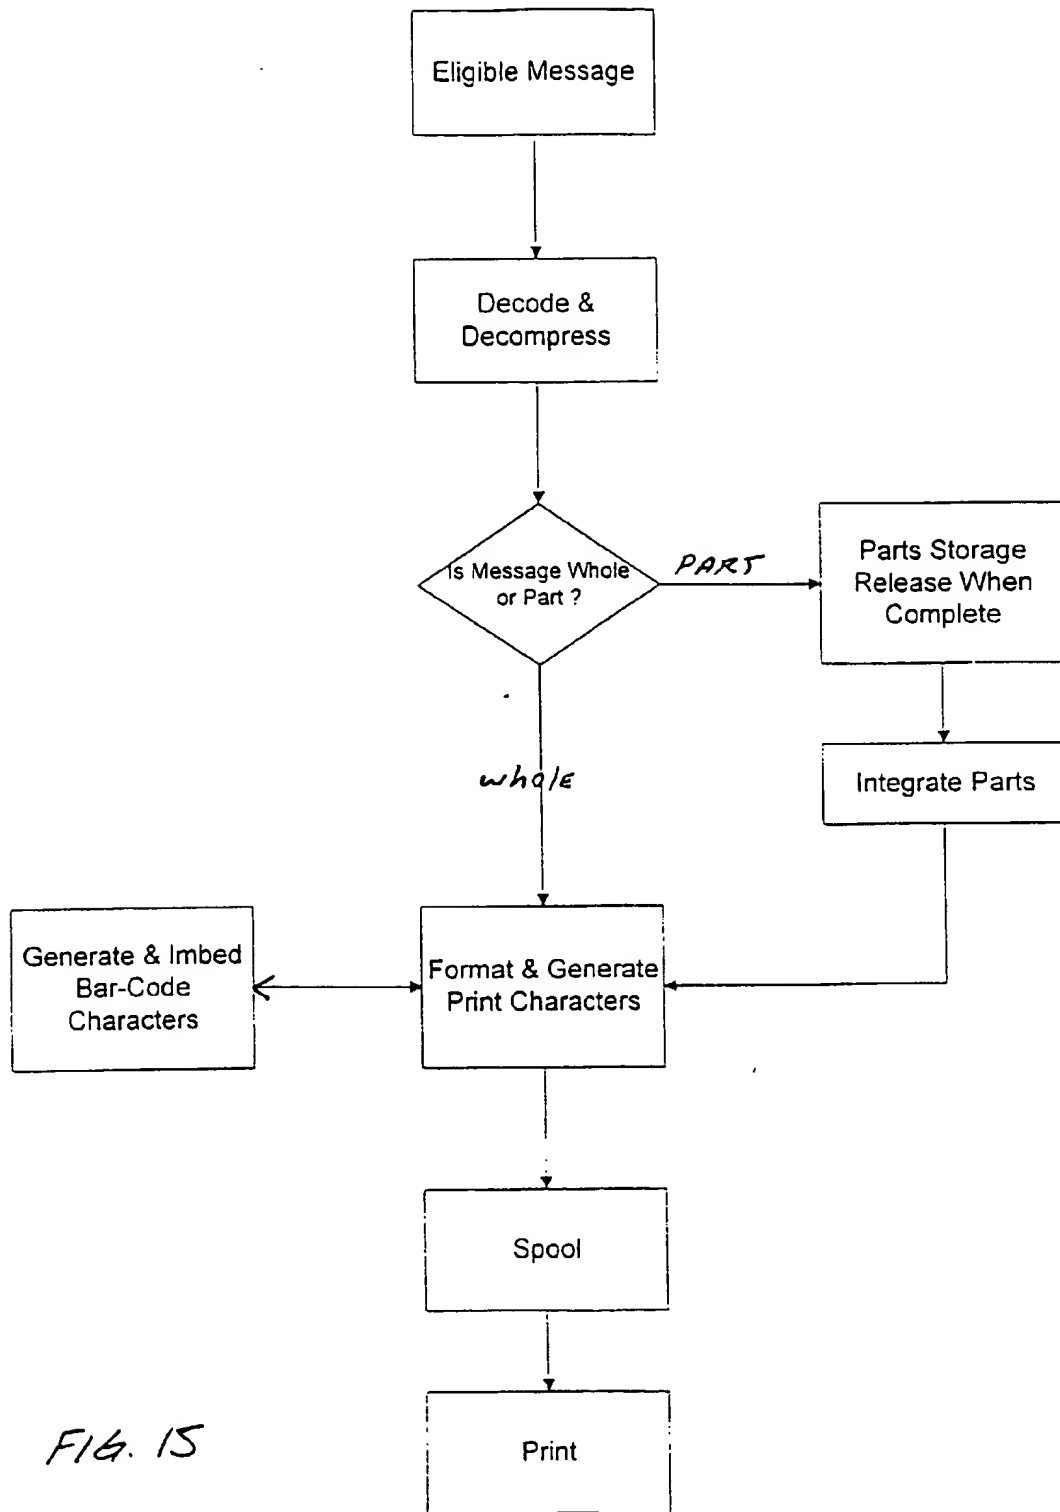 Eligible Message
Decode &
Decompress
Is Message Whole
or Part ?
PART
Parts Storage
Release When
Complete
whole
Integrate Parts
Generate & Imbed
Bar-Code
Characters
Format & Generate
Print Characters
Spool
Print
FIG. 15